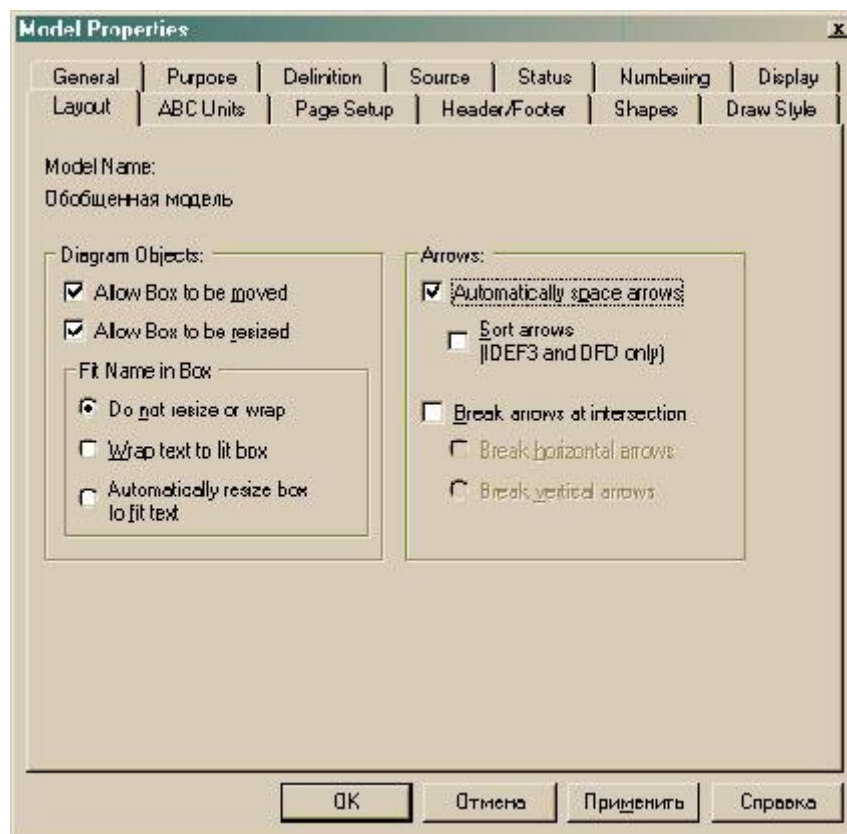 Model Properties
General Purpose Definition Source Status Numbering Display
Layout ABC Units Page Setup Header/Footer Shapes Draw Style
Model Name:
Обобщенная модель
Diagram Objects:
Allow Box to be moved
Allow Box to be resized
Fit Name in Box
Do not resize or wrap
Wrap text to fit box
Automatically resize box
to fit text
Arrows:
Automatically space arrows
Sort arrows
(IDEF3 and DFD only)
Break arrows at intersection
Break horizontal arrows
Break vertical arrows
OK Отмена Применить Справка